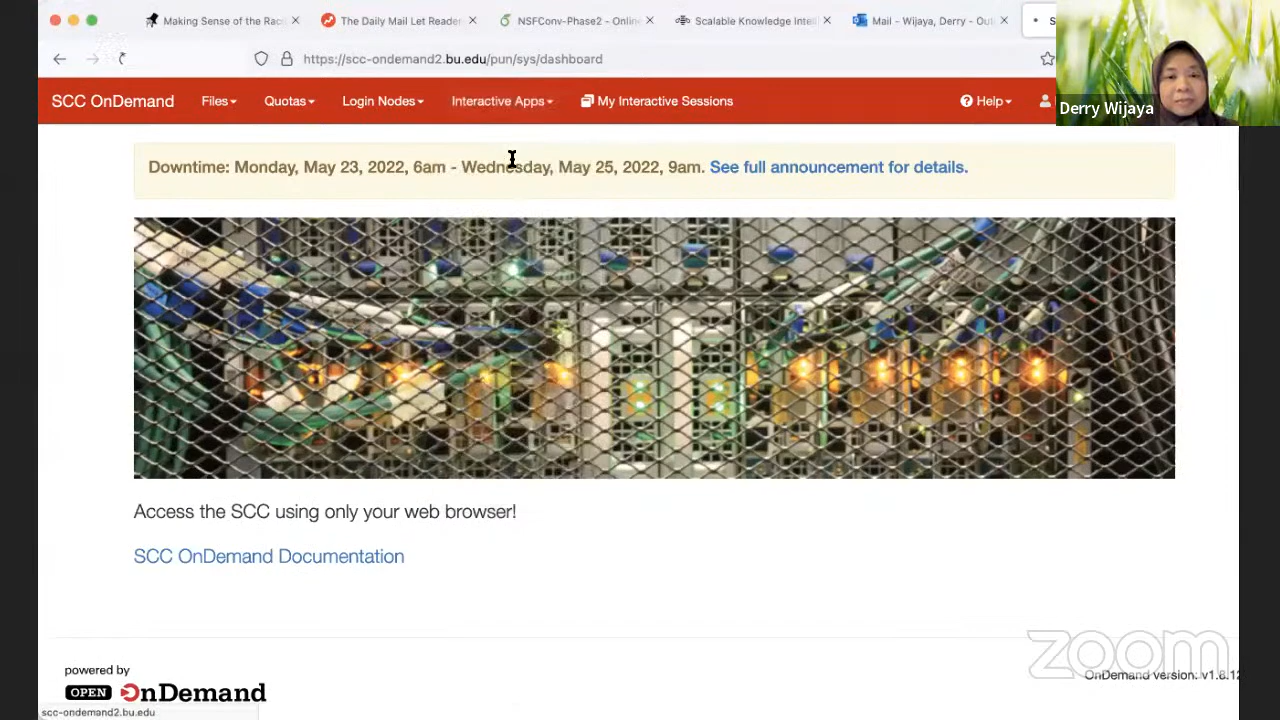 Making Sense of the Rac
The Daily Mail Let Reader
NSFConv-Phase2 - Online
Scalable Knowledge Intell
Mail - Wijaya, Derry - Out
S
https://scc-ondemand2.bu.edu/pun/sys/dashboard
SCC OnDemand
Files
Quotas
Login Nodes
Interactive Apps
My Interactive Sessions
Help
Derry Wijaya
Downtime: Monday, May 23, 2022, 6am - Wednesday, May 25, 2022, 9am. See full announcement for details.
Access the SCC using only your web browser!
SCC OnDemand Documentation
zoom
powered by
OPEN OnDemand
OnDemand version: v1.8.12
scc-ondemand2.bu.edu